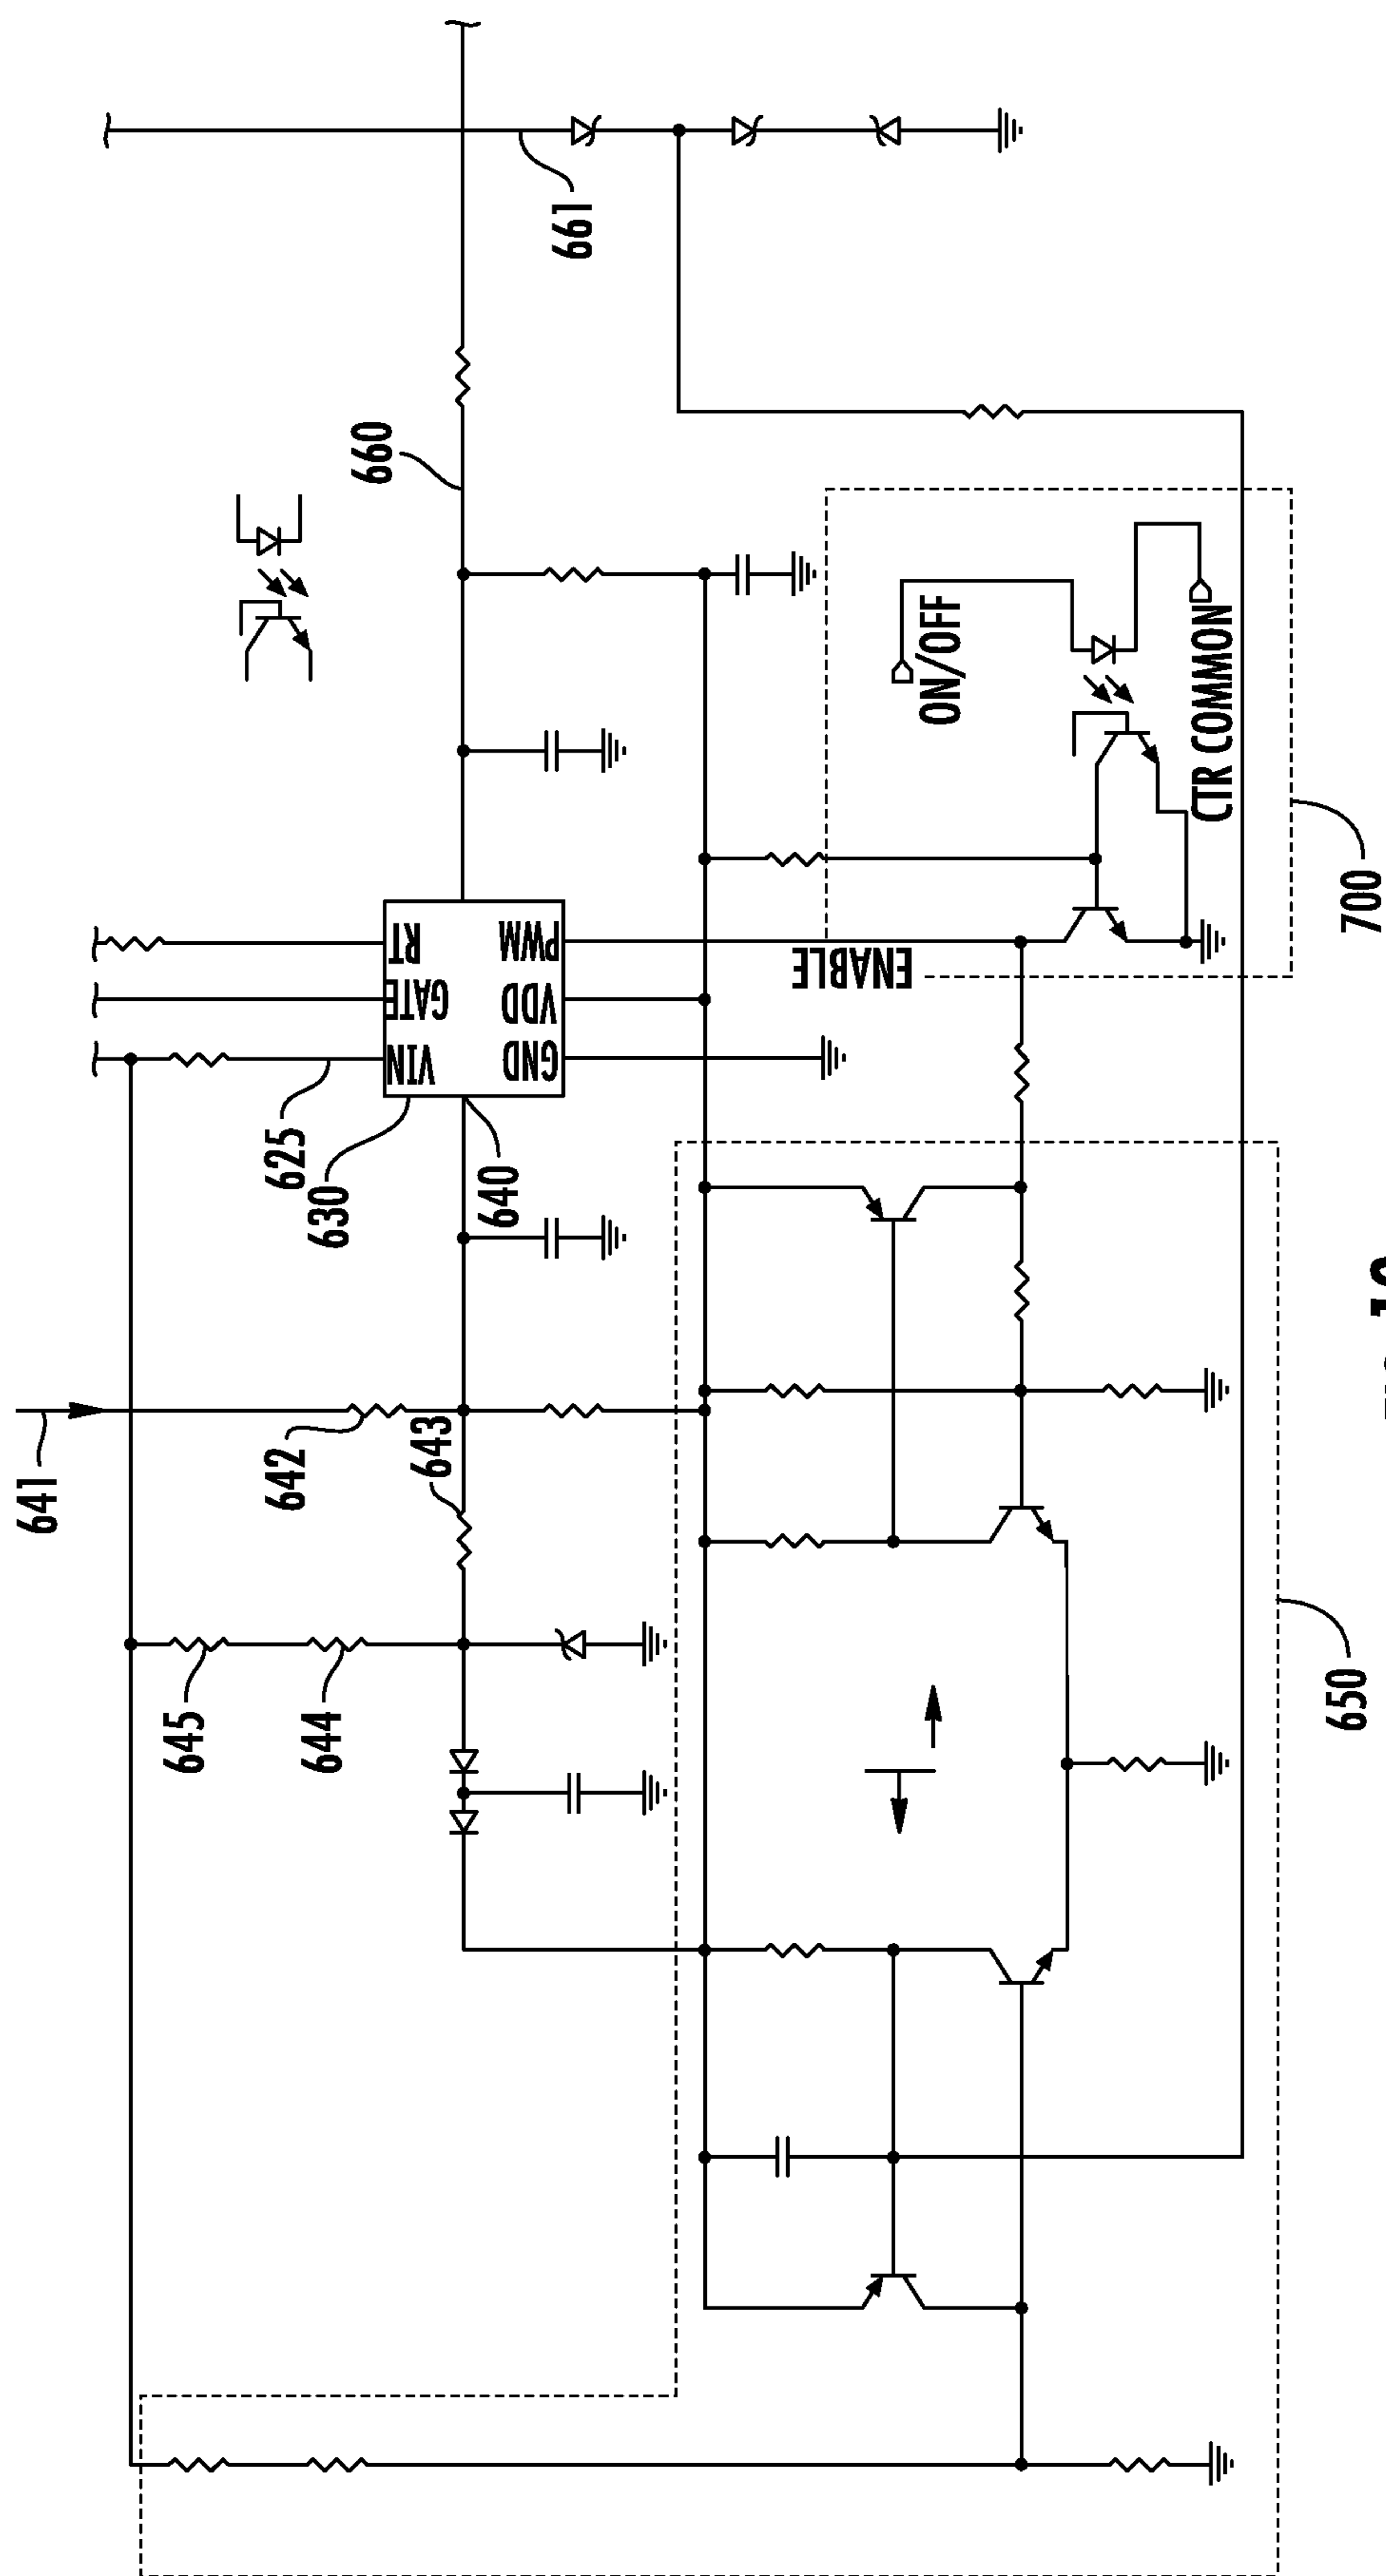 661
660
ON/OFF
CTR COMMON
700
RT
GATE
VIN
PWM
VDD
GND
ENABLE
625
630
640
641
642
643
645
644
650